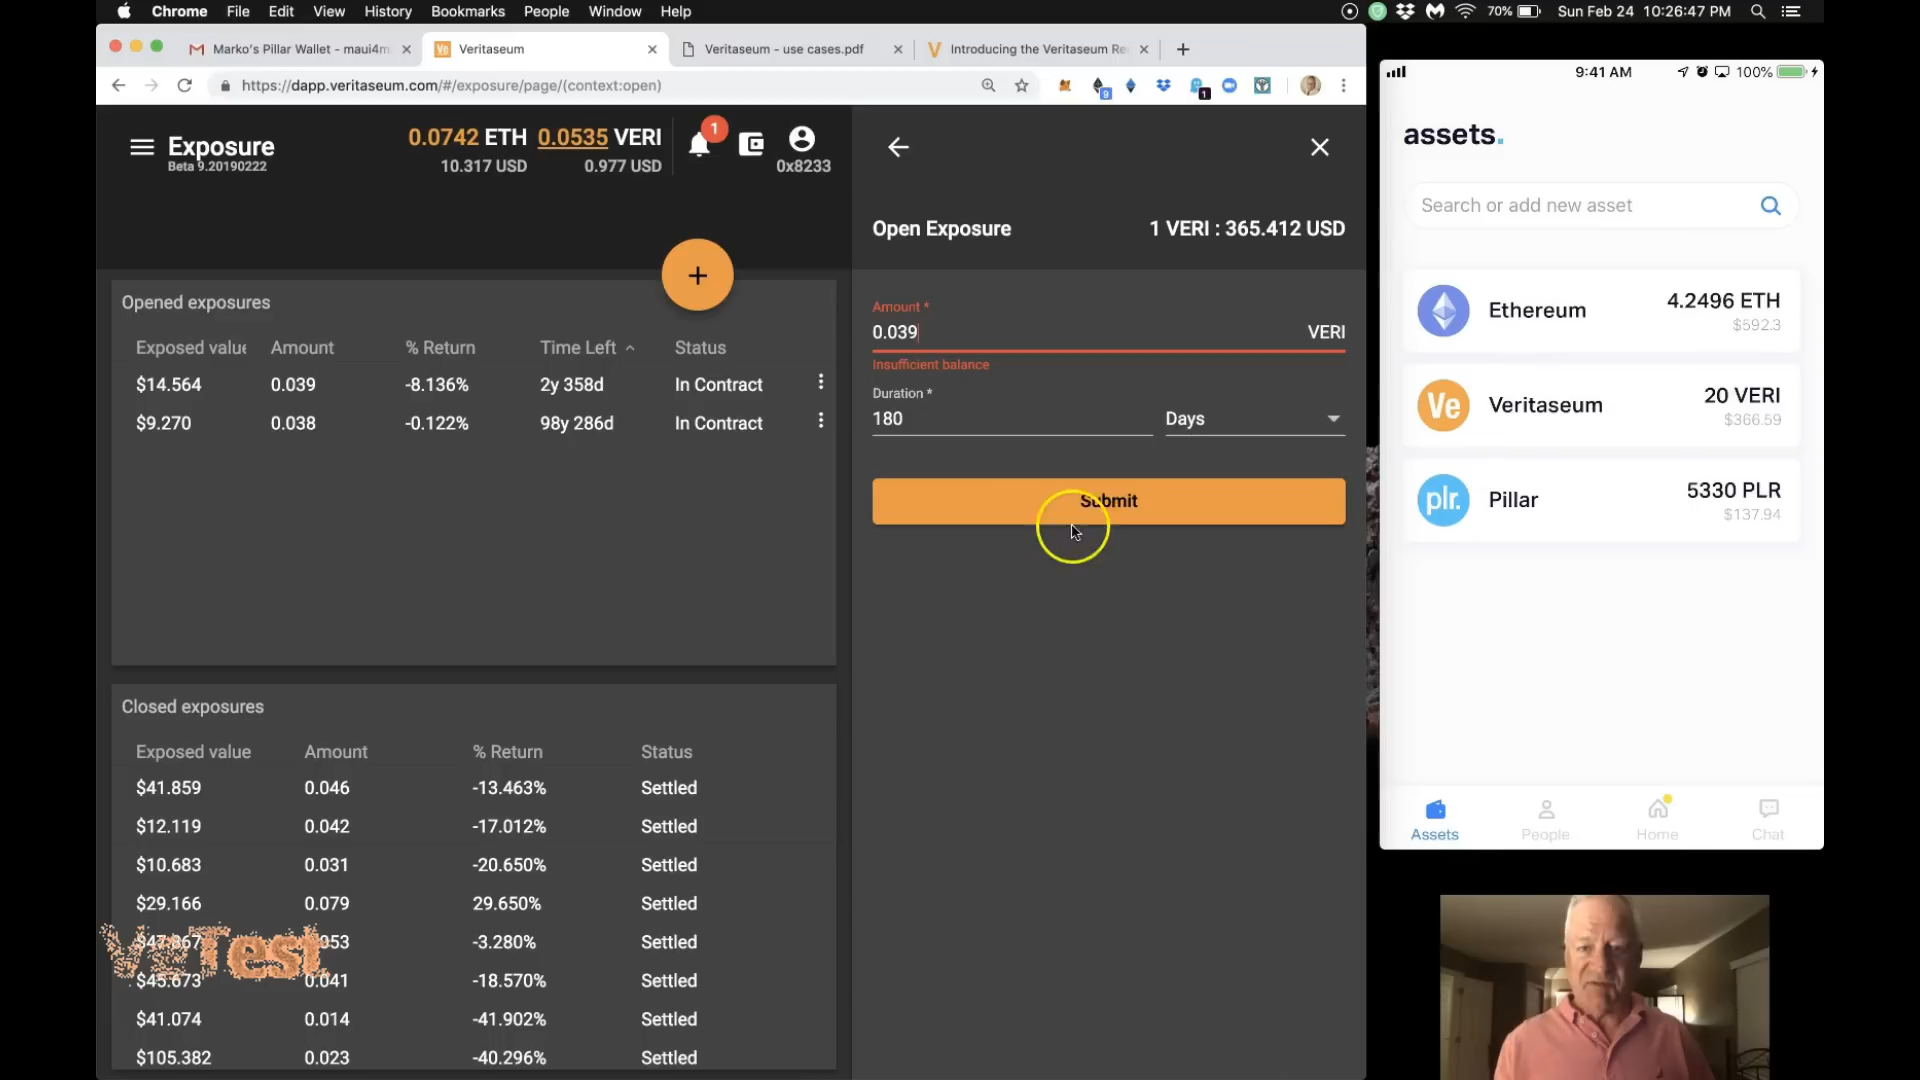 Chrome File Edit View History Bookmarks People Window Help
70% Sun Feb 24 10:26:47 PM
Marko's Pillar Wallet - maui4m
Veritaseum
Veritaseum - use cases.pdf
Introducing the Veritaseum Re
https://dapp.veritaseum.com/#/exposure/page/(context:open)
Exposure
Beta 9.20190222
0.0742 ETH 0.0535 VERI
10.317 USD 0.977 USD
1
0x8233
Opened exposures
Exposed value Amount % Return Time Left Status
$14.564 0.039 -8.136% 2y 358d In Contract
$9.270 0.038 -0.122% 98y 286d In Contract
Closed exposures
Exposed value Amount % Return Status
$41.859 0.046 -13.463% Settled
$12.119 0.042 -17.012% Settled
$10.683 0.031 -20.650% Settled
$29.166 0.079 29.650% Settled
-3.280% Settled
$45.673 0.041 -18.570% Settled
$41.074 0.014 -41.902% Settled
$105.382 0.023 -40.296% Settled
VeTest
Open Exposure 1 VERI : 365.412 USD
Amount *
0.039 VERI
Insufficient balance
Duration *
180 Days
Submit
9:41 AM 100%
assets.
Search or add new asset
Ethereum 4.2496 ETH
$592.3
Ve Veritaseum 20 VERI
$366.59
plr. Pillar 5330 PLR
$137.94
Assets People Home Chat